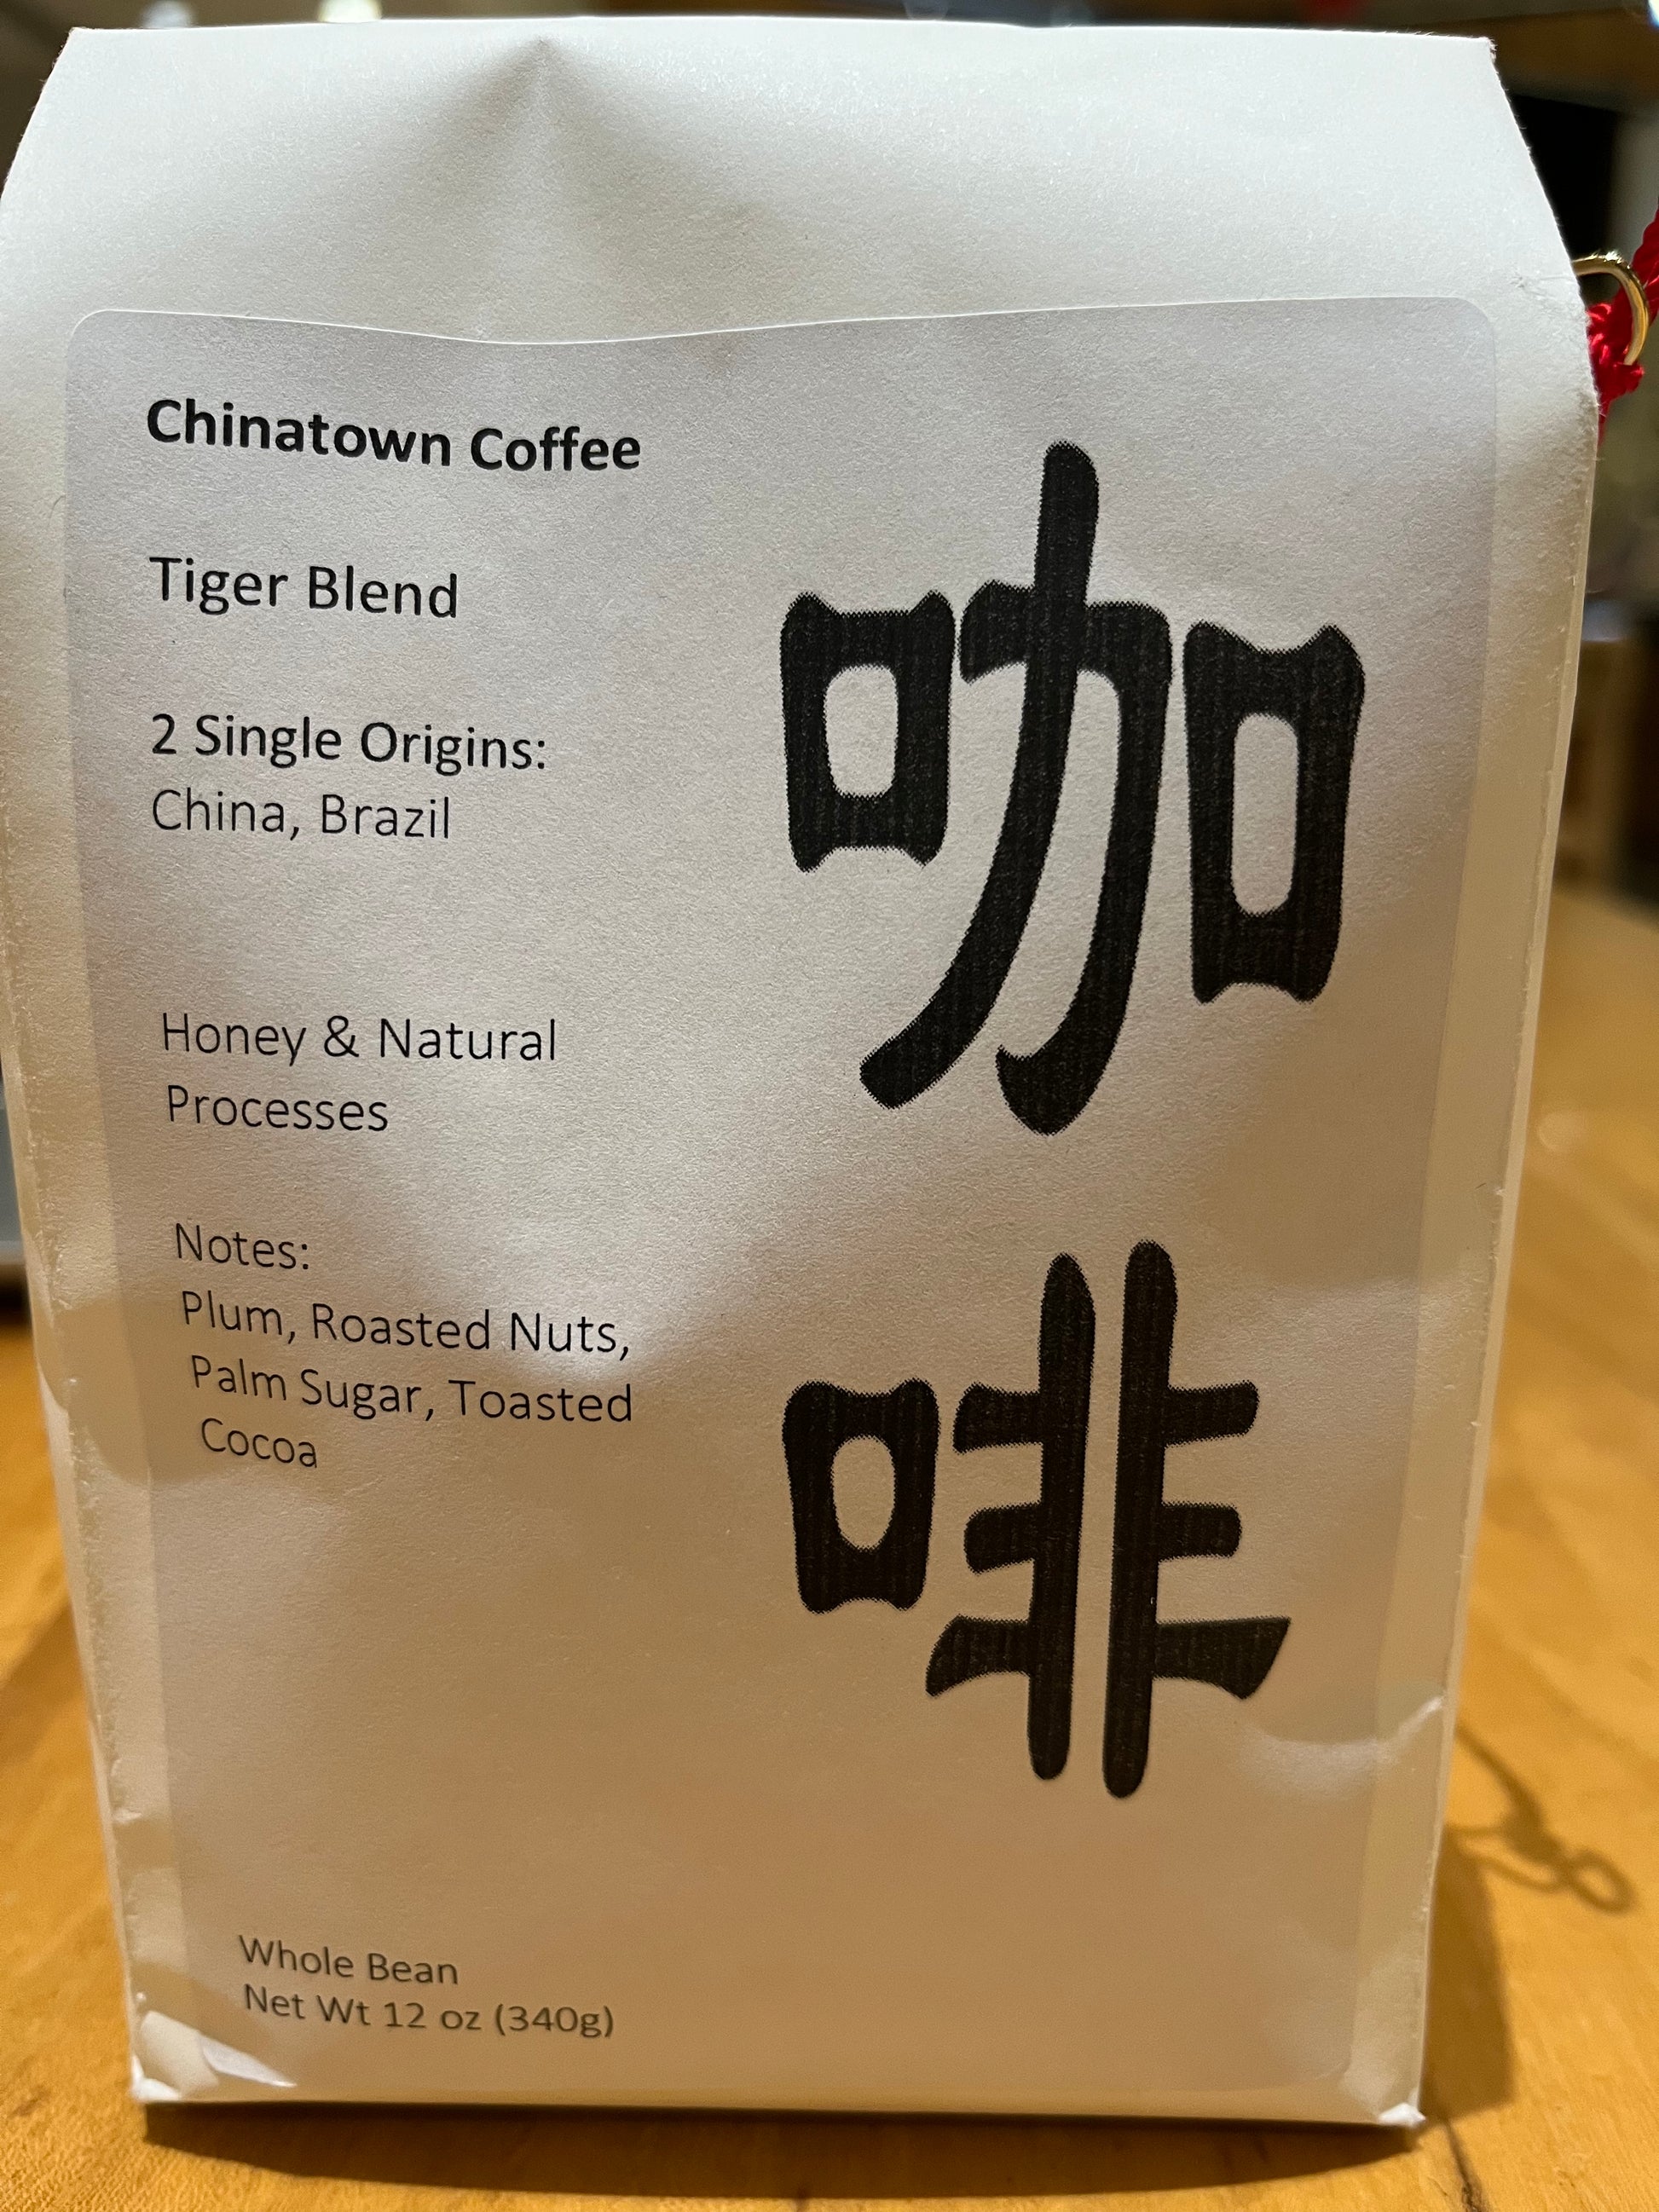 Chinatown Coffee
Tiger Blend
2 Single Origins:
China, Brazil
Honey & Natural
Processes
Notes:
Plum, Roasted Nuts,
Palm Sugar, Toasted
Cocoa
Whole Bean
Net Wt 12 oz (340g)
咖
啡